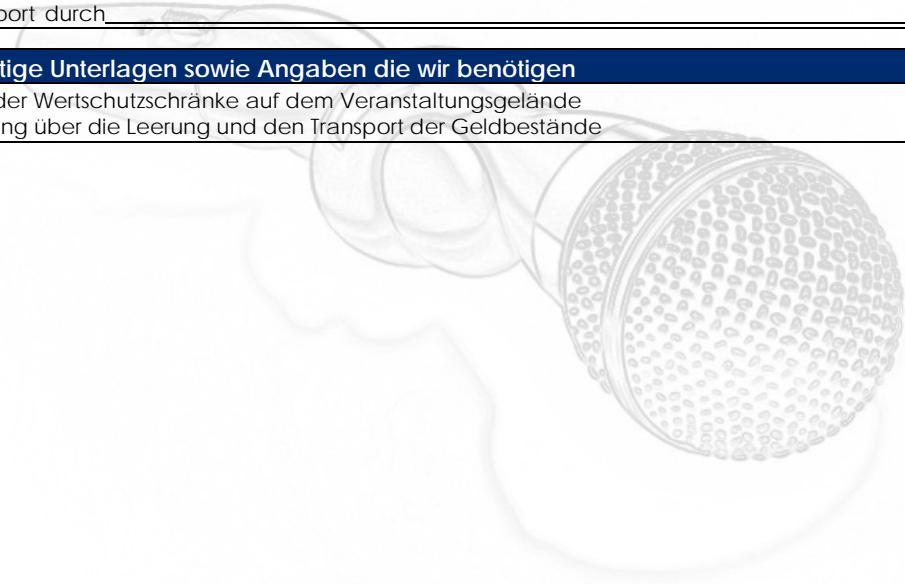 port durch
tige Unterlagen sowie Angaben die wir benötigen
der Wertschutzschränke auf dem Veranstaltungsgelände
ng über die Leerung und den Transport der Geldbestände